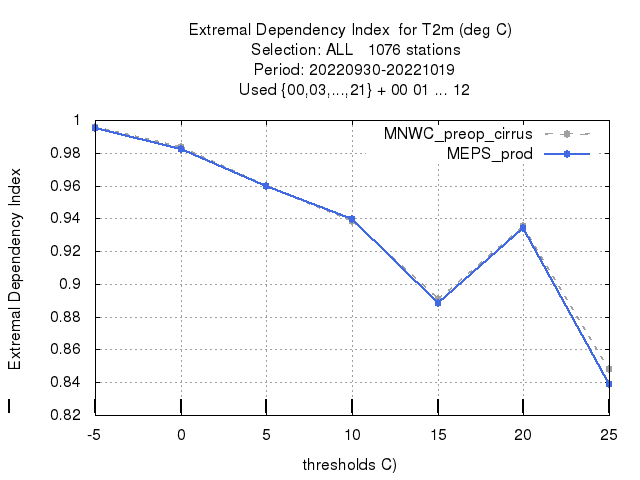 Extremal Dependency Index for T2m (deg C)
Selection: ALL 1076 stations
Period: 20220930-20221019
Used {00,03,...,21} + 00 01 ... 12
MNWC_preop_cirrus
MEPS_prod
1
0.98
0.96
0.94
0.92
0.9
0.88
0.86
0.84
0.82
Extremal Dependency Index
-5 0 5 10 15 20 25
thresholds C)